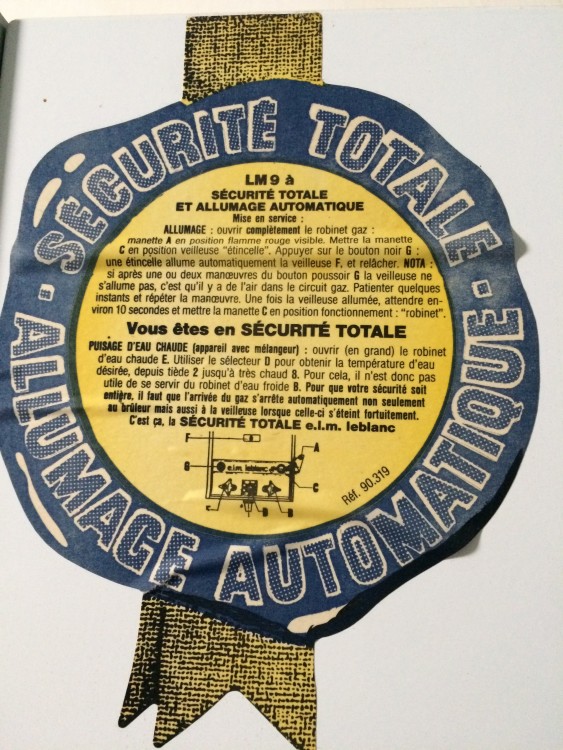 SÉCURITÉ TOTALE
LM 9 à
SÉCURITÉ TOTALE
ET ALLUMAGE AUTOMATIQUE
Mise en service :
ALLUMAGE : ouvrir complètement le robinet gaz :
manette A en position flamme rouge visible. Mettre la manette
C en position veilleuse "étincelle". Appuyer sur le bouton noir G :
une étincelle allume automatiquement la veilleuse F, et relâcher. NOTA :
si après une ou deux manœuvres du bouton poussoir G la veilleuse ne
s'allume pas, c'est qu'il y a de l'air dans le circuit gaz. Patienter quelques
instants et répéter la manœuvre. Une fois la veilleuse allumée, attendre en-
viron 10 secondes et mettre la manette C en position fonctionnement : "robinet".
Vous êtes en SÉCURITÉ TOTALE
PUISAGE D'EAU CHAUDE (appareil avec mélangeur) : ouvrir (en grand) le robinet
d'eau chaude E. Utiliser le sélecteur D pour obtenir la température d'eau
désirée, depuis tiède 2 jusqu'à très chaud 8. Pour cela, il n'est donc pas
utile de se servir du robinet d'eau froide B. Pour que votre sécurité soit
entière, il faut que l'arrivée du gaz s'arrête automatiquement non seulement
au brûleur mais aussi à la veilleuse lorsque celle-ci s'éteint fortuitement.
C'est ça, la SÉCURITÉ TOTALE e.l.m. leblanc
F
A
G
e.l.m. leblanc
C
E
D
B
Réf. 90.319
ALLUMAGE AUTOMATIQUE